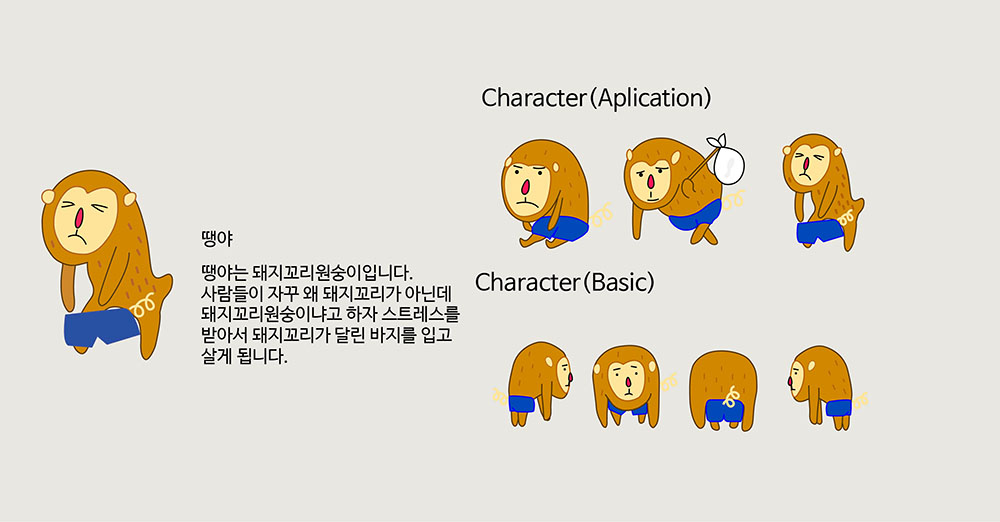 땡야
땡야는 돼지꼬리원숭이입니다.
사람들이 자꾸 왜 돼지꼬리가 아닌데
돼지꼬리원숭이냐고 하자 스트레스를
받아서 돼지꼬리가 달린 바지를 입고
살게 됩니다.
Character(Aplication)
Character(Basic)